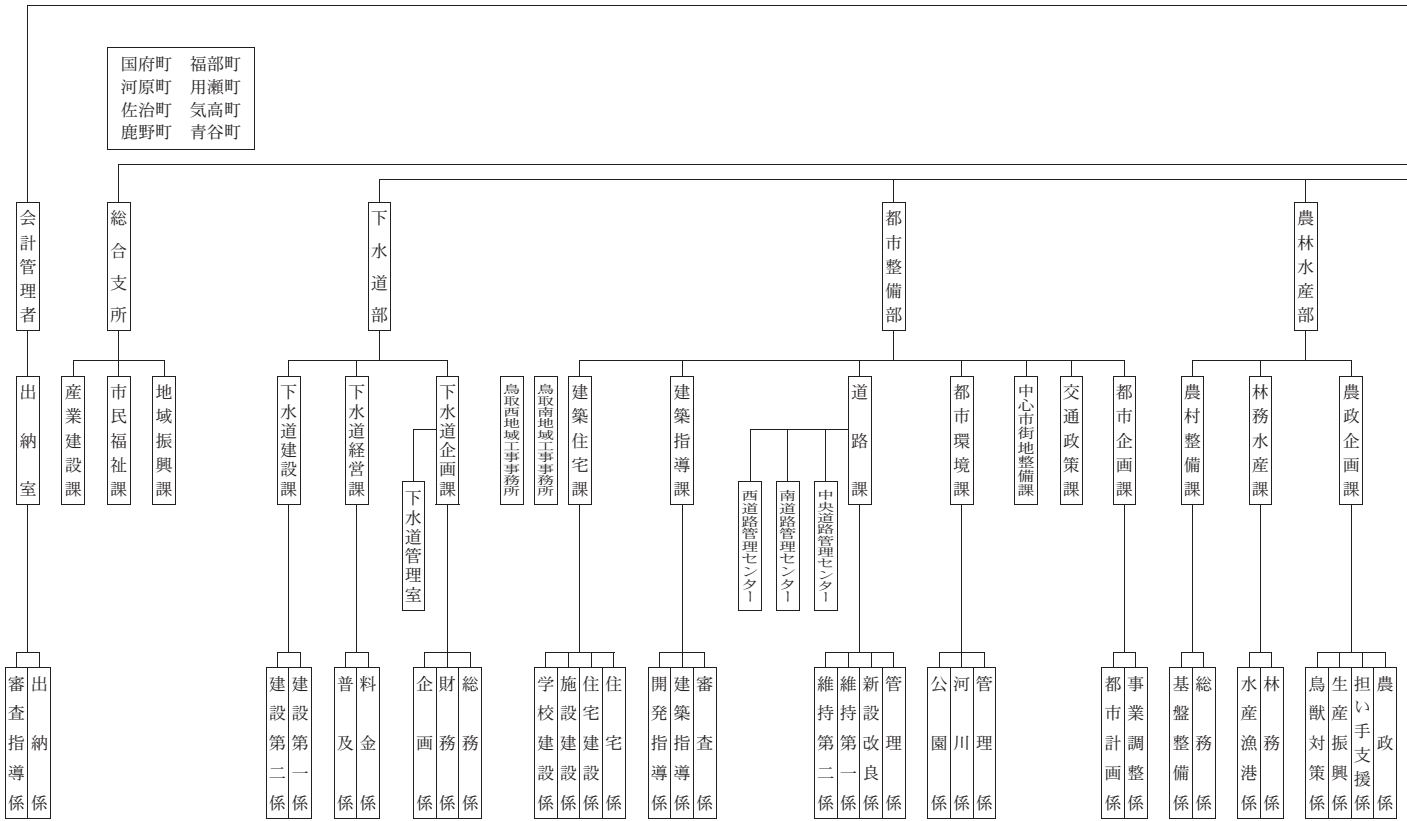 国府町 福部町
河原町 用瀬町
佐治町 気高町
鹿野町 青谷町
農林水産部
都市整備部
下水道部
総合支所
会計管理者
農政企画課
林務水産課
農村整備課
都市企画課
交通政策課
中心市街地整備課
都市環境課
道路課
建築指導課
建築住宅課
鳥取南地域工事事務所
鳥取西地域工事事務所
下水道企画課
下水道経営課
下水道建設課
地域振興課
市民福祉課
産業建設課
出納室
中央道路管理センター
南道路管理センター
西道路管理センター
下水道管理室
農政係
担い手支援係
生産振興係
鳥獣対策係
林務係
水産漁港係
総務係
基盤整備係
事業調整係
都市計画係
管理係
河川係
公園係
管理係
新設改良係
維持第一係
維持第二係
審査係
建築指導係
開発指導係
住宅係
住宅建設係
施設建設係
学校建設係
総務係
財務係
企画係
料金係
普及係
建設第一係
建設第二係
出納係
審査指導係